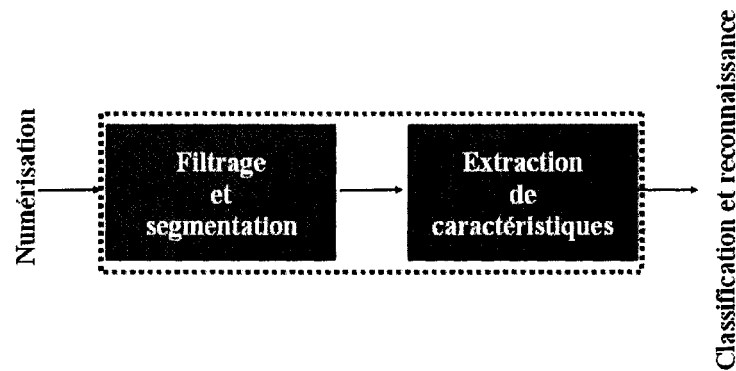 Numérisation
Filtrage
et
segmentation
Extraction
de
caractéristiques
Classification et reconnaissance